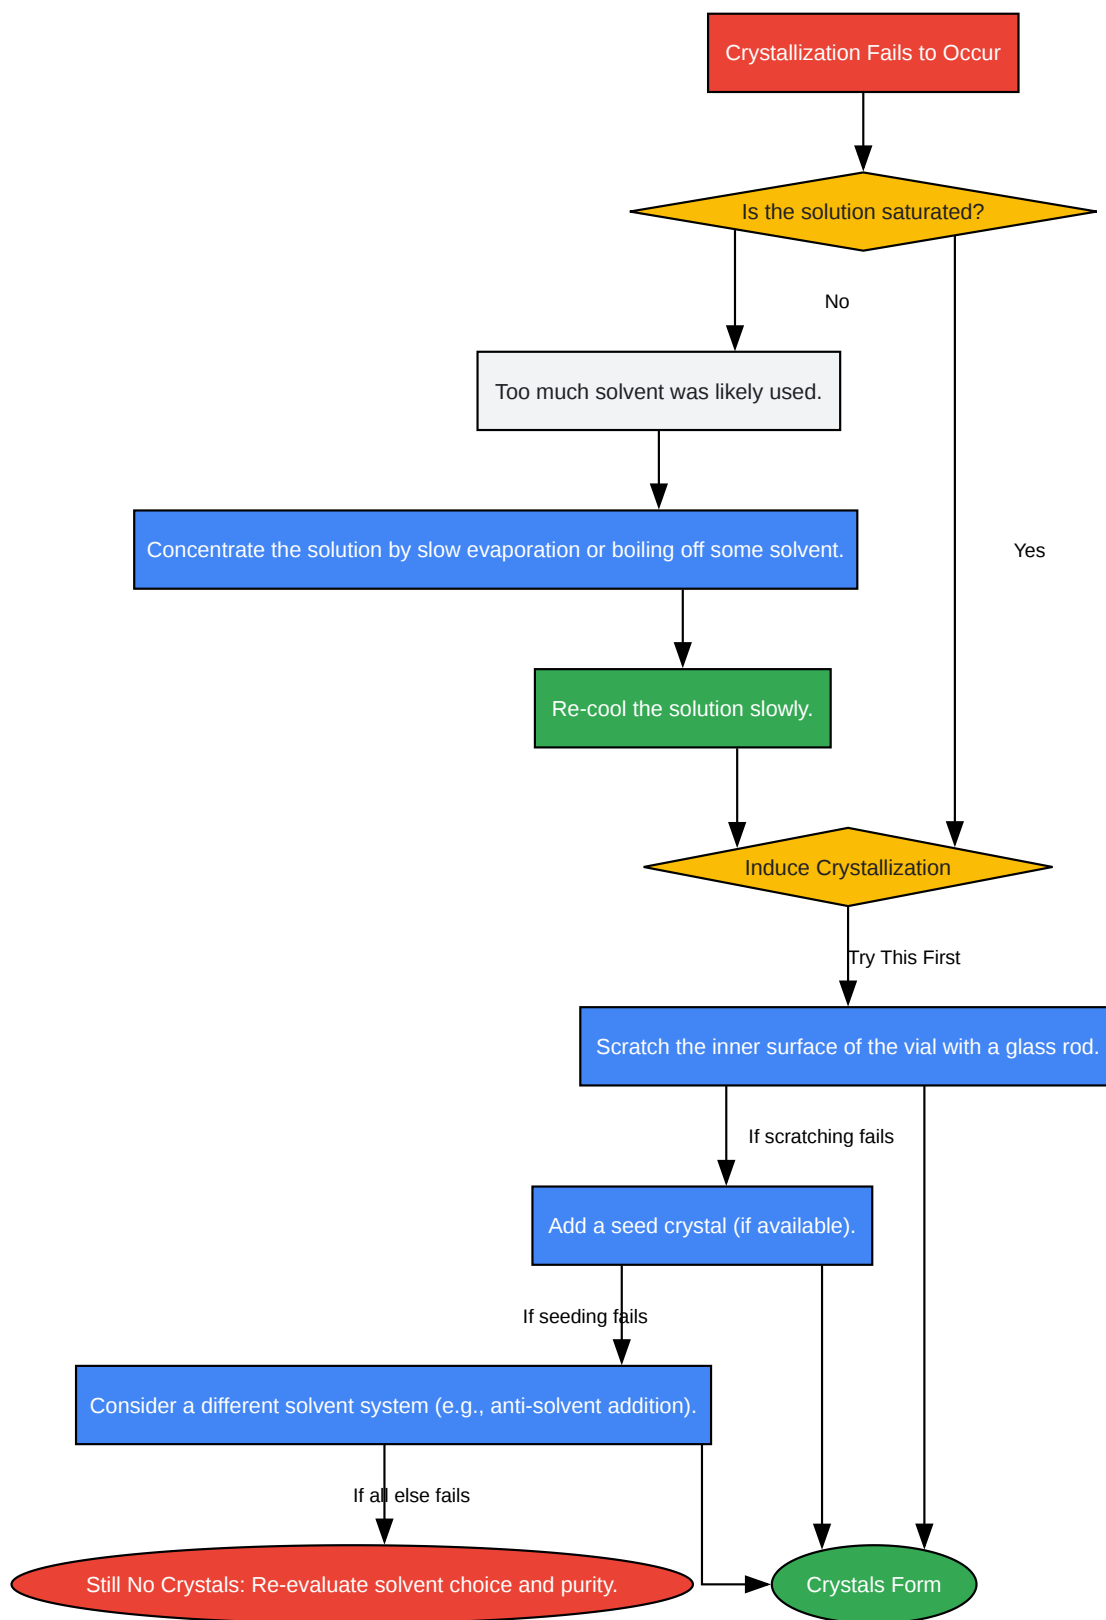 Crystallization Fails to Occur
Is the solution saturated?
No
Too much solvent was likely used.
Concentrate the solution by slow evaporation or boiling off some solvent.
Yes
Re-cool the solution slowly.
Induce Crystallization
Try This First
Scratch the inner surface of the vial with a glass rod.
If scratching fails
Add a seed crystal (if available).
If seeding fails
Consider a different solvent system (e.g., anti-solvent addition).
If all else fails
Still No Crystals: Re-evaluate solvent choice and purity.
Crystals Form